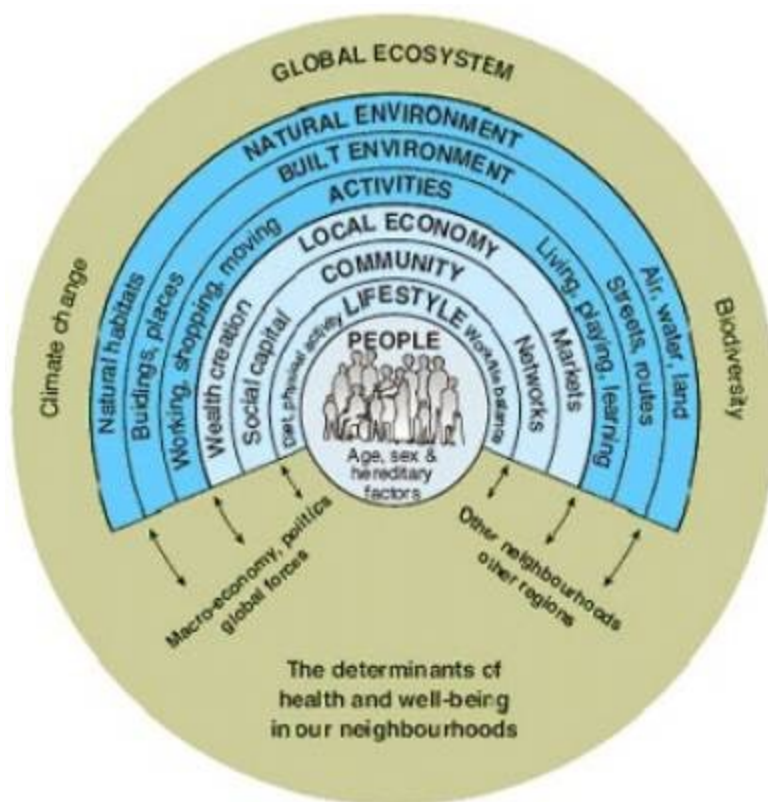 GLOBAL ECOSYSTEM
NATURAL ENVIRONMENT
BUILT ENVIRONMENT
ACTIVITIES
LOCAL ECONOMY
COMMUNITY
LIFESTYLE
PEOPLE
Age, sex &
hereditary
factors
Climate change
Natural habitats
Buidings, places
Working, shopping, moving
Wealth creation
Social capital
Diet, physical activity
Work/life balance
Networks
Markets
Living, playing, learning
Streets, routes
Air, water, land
Biodiversity
Macro-economy, politics
global forces
Other neighbourhoods
other regions
The determinants of
health and well-being
in our neighbourhoods